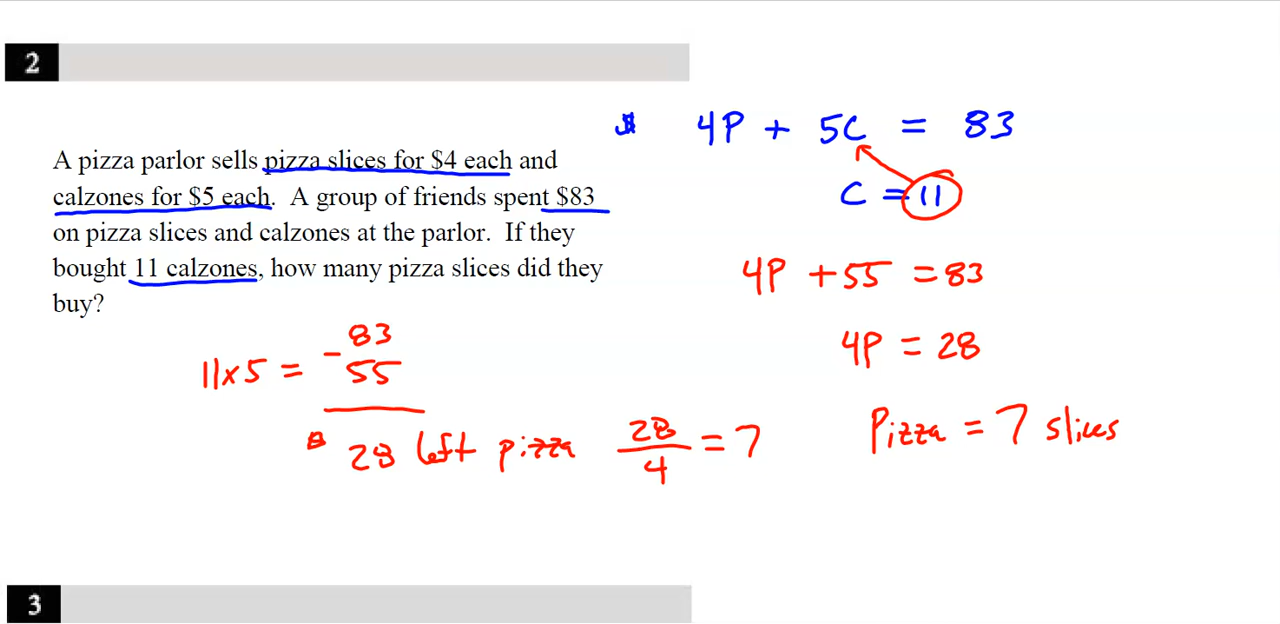 2
A pizza parlor sells pizza slices for $4 each and
calzones for $5 each. A group of friends spent $83
on pizza slices and calzones at the parlor. If they
bought 11 calzones, how many pizza slices did they
buy?
$ 4P + 5C = 83
C = 11
4P + 55 = 83
4P = 28
Pizza = 7 slices
83
11 x 5 = - 55
$ 28 left pizza
28
4
= 7
3